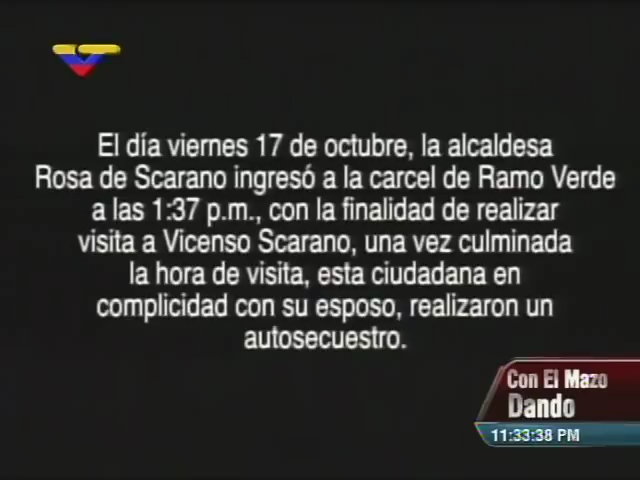 El día viernes 17 de octubre, la alcaldesa
Rosa de Scarano ingresó a la carcel de Ramo Verde
a las 1:37 p.m., con la finalidad de realizar
visita a Vicenso Scarano, una vez culminada
la hora de visita, esta ciudadana en
complicidad con su esposo, realizaron un
autosecuestro.
Con El Mazo
Dando
11:33:38 PM